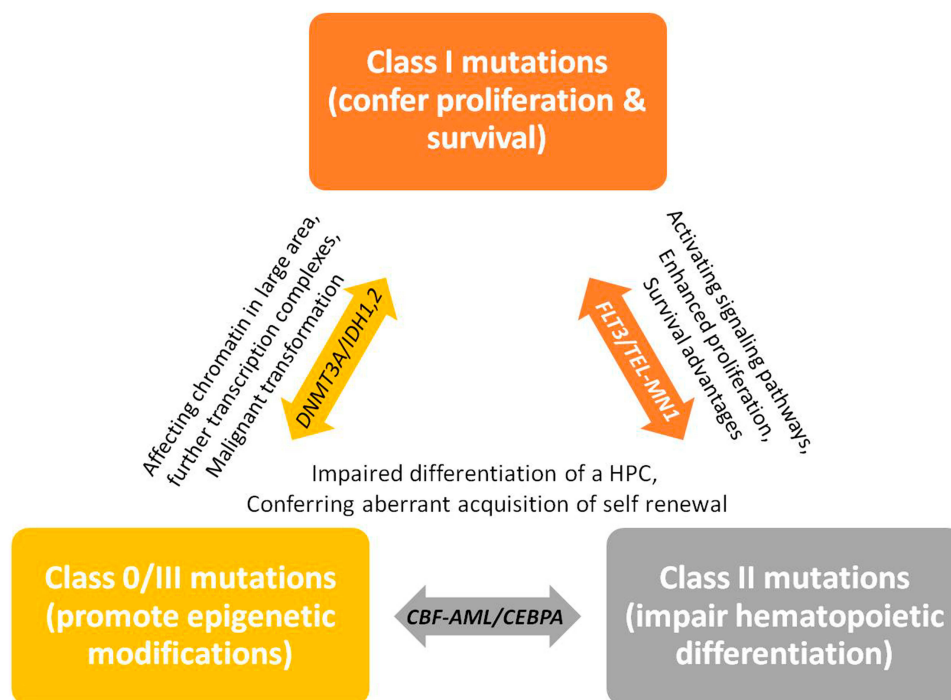 Class I mutations
(confer proliferation &
survival)
Affecting chromatin in large area,
further transcription complexes,
Malignant transformation
DNMT3A/IDH1,2
FLT3/TEL-MN1
Activating signaling pathways,
Enhanced proliferation,
Survival advantages
Impaired differentiation of a HPC,
Conferring aberrant acquisition of self renewal
Class 0/III mutations
(promote epigenetic
modifications)
CBF-AML/CEBPA
Class II mutations
(impair hematopoietic
differentiation)